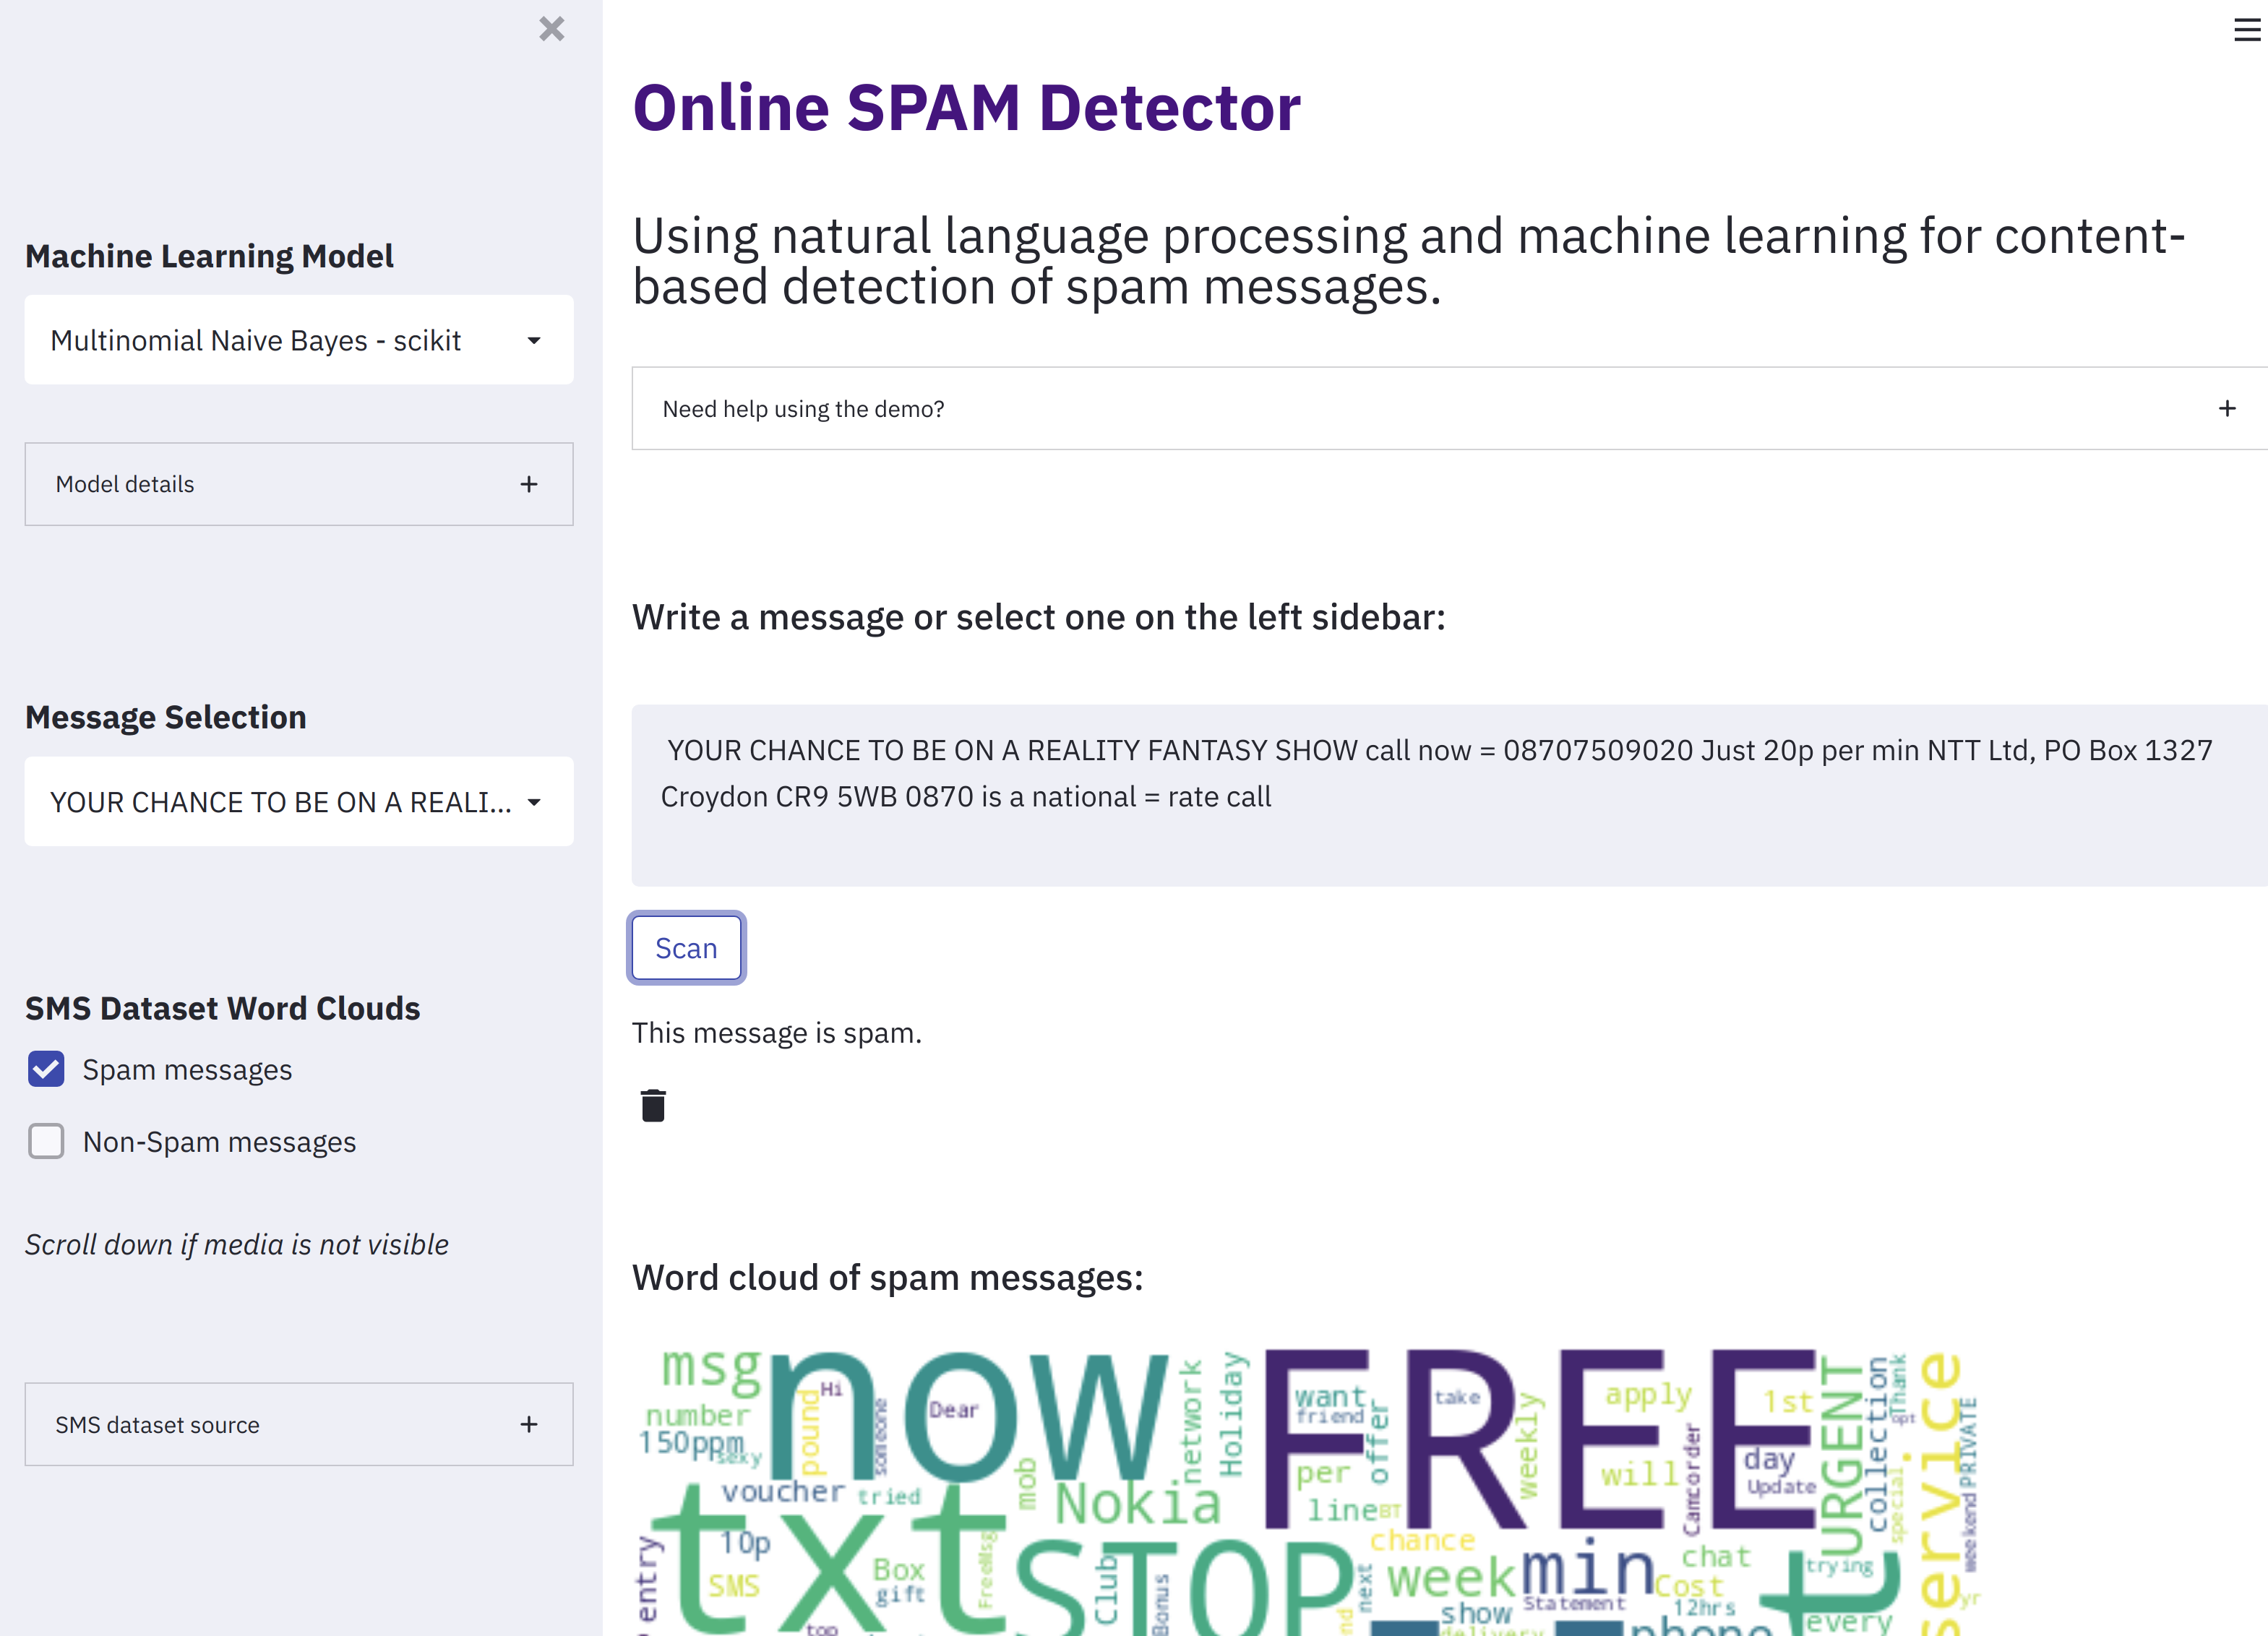 Machine Learning Model
Multinomial Naive Bayes - scikit
Model details
Message Selection
YOUR CHANCE TO BE ON A REALI...
SMS Dataset Word Clouds
Spam messages
Non-Spam messages
Scroll down if media is not visible
SMS dataset source
Online SPAM Detector
Using natural language processing and machine learning for content-
based detection of spam messages.
Need help using the demo?
Write a message or select one on the left sidebar:
YOUR CHANCE TO BE ON A REALITY FANTASY SHOW call now = 08707509020 Just 20p per min NTT Ltd, PO Box 1327
Croydon CR9 5WB 0870 is a national = rate call
Scan
This message is spam.
Word cloud of spam messages:
msg
now
FREE
Hi
pound
someone
Dear
number
150ppm
sexy
network
Holiday
want
friend
offer
take
weekly
apply
1st
URGENT
collection
Thank
opt
service
PRIVATE
weekend
special
per
line
BT
will
Camcorder
day
Update
voucher
tried
mob
Nokia
txt
10p
SMS
Box
gift
FreeMsg
entry
STOP
Club
Bonus
next
chance
week
min
chat
Cost
12hrs
Statement
show
delivery
phone
trying
every
yr
top